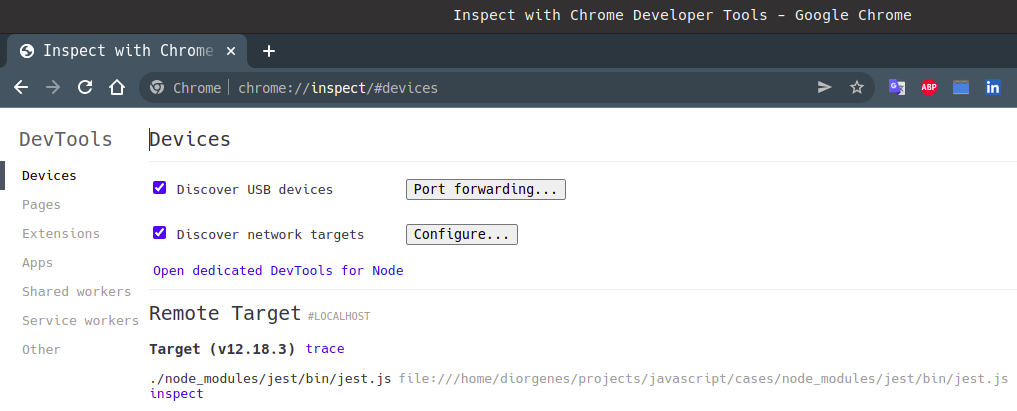 Inspect with Chrome Developer Tools - Google Chrome
Inspect with Chrome
Chrome chrome://inspect/#devices
ABP
in
DevTools
Devices
Pages
Extensions
Apps
Shared workers
Service workers
Other
Devices
Discover USB devices Port forwarding...
Discover network targets Configure...
Open dedicated DevTools for Node
Remote Target #LOCALHOST
Target (v12.18.3) trace
./node_modules/jest/bin/jest.js file:///home/diorgenes/projects/javascript/cases/node_modules/jest/bin/jest.js
inspect